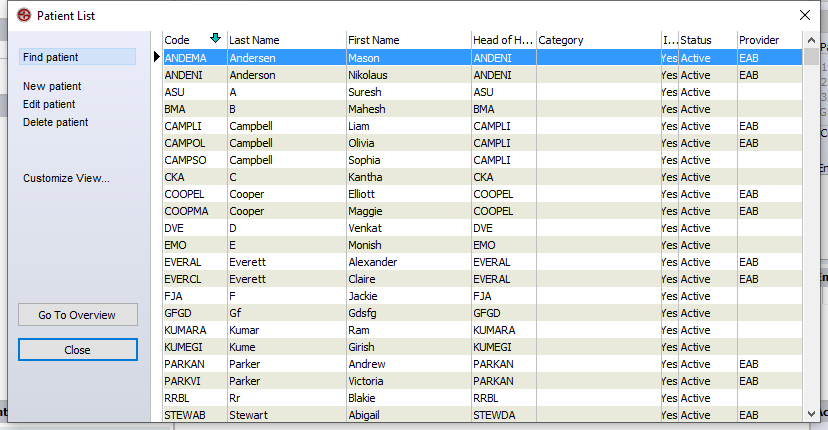 Patient List
Find patient
New patient
Edit patient
Delete patient
Customize View...
Go To Overview
Close
Code Last Name First Name Head of H... Category I... Status Provider
ANDEMA Andersen Mason ANDENI Yes Active EAB
ANDENI Anderson Nikolaus ANDENI Yes Active EAB
ASU A Suresh ASU Yes Active
BMA B Mahesh BMA Yes Active
CAMPLI Campbell Liam CAMPLI Yes Active EAB
CAMPOL Campbell Olivia CAMPLI Yes Active EAB
CAMPSO Campbell Sophia CAMPLI Yes Active
CKA C Kantha CKA Yes Active
COOPEL Cooper Elliott COOPEL Yes Active EAB
COOPMA Cooper Maggie COOPEL Yes Active EAB
DVE D Venkat DVE Yes Active
EMO E Monish EMO Yes Active
EVERAL Everett Alexander EVERAL Yes Active EAB
EVERCL Everett Claire EVERAL Yes Active EAB
FJA F Jackie FJA Yes Active
GFGD Gf Gdsfg GFGD Yes Active
KUMARA Kumar Ram KUMARA Yes Active
KUMEGI Kume Girish KUMEGI Yes Active
PARKAN Parker Andrew PARKAN Yes Active EAB
PARKVI Parker Victoria PARKAN Yes Active EAB
RRBL Rr Blakie RRBL Yes Active
STEWAB Stewart Abigail STEWDA Yes Active EAB